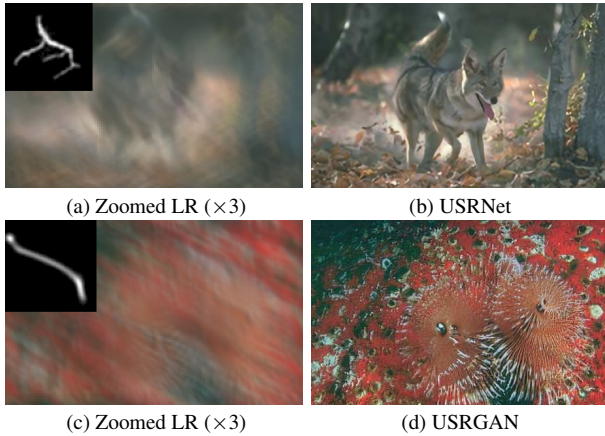 (a) Zoomed LR (×3)
(b) USRNet
(c) Zoomed LR (×3)
(d) USRGAN